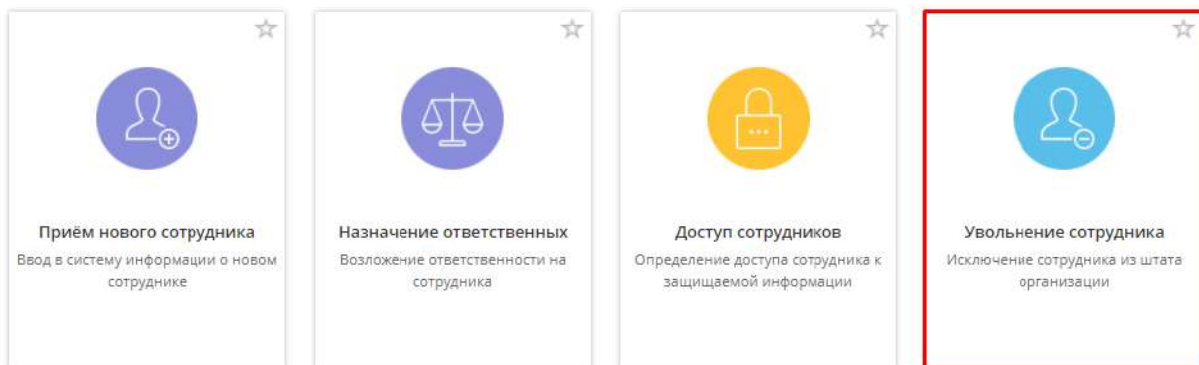 Приём нового сотрудника
Ввод в систему информации о новом
сотруднике
Назначение ответственных
Возложение ответственности на
сотрудника
Доступ сотрудников
Определение доступа сотрудника к
защищаемой информации
Увольнение сотрудника
Исключение сотрудника из штата
организации